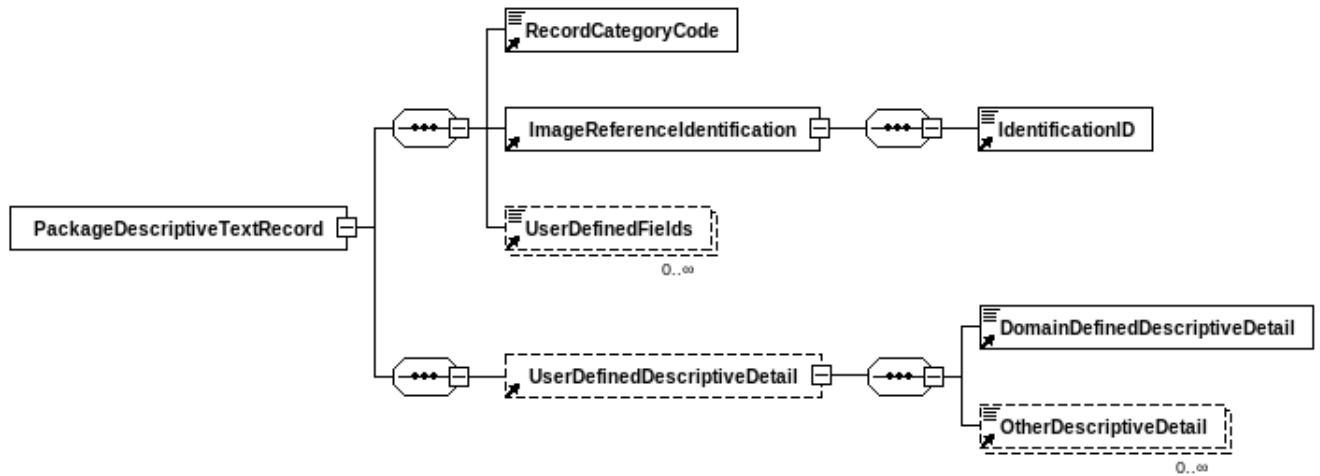 RecordCategoryCode
ImageReferenceIdentification
IdentificationID
PackageDescriptiveTextRecord
UserDefinedFields
0..∞
DomainDefinedDescriptiveDetail
UserDefinedDescriptiveDetail
OtherDescriptiveDetail
0..∞